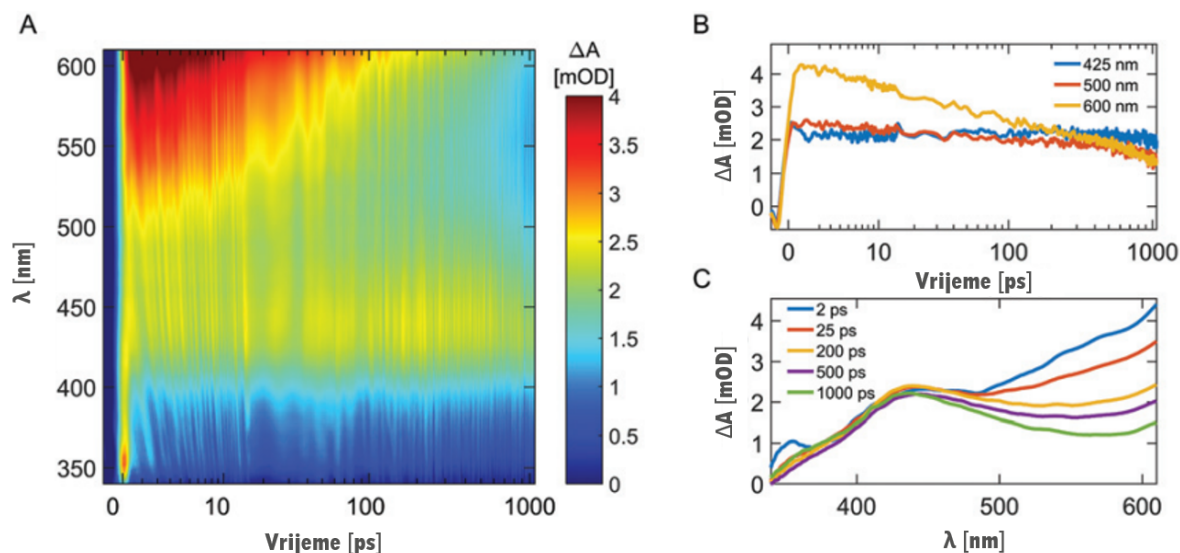 A
λ [nm]
600
550
500
450
400
350
0
10
100
1000
Vrijeme [ps]
ΔA
[mOD]
4
3.5
3
2.5
2
1.5
1
0.5
0
B
ΔA [mOD]
4
3
2
1
0
425 nm
500 nm
600 nm
0
10
100
1000
Vrijeme [ps]
C
ΔA [mOD]
4
3
2
1
0
2 ps
25 ps
200 ps
500 ps
1000 ps
400
500
600
λ [nm]